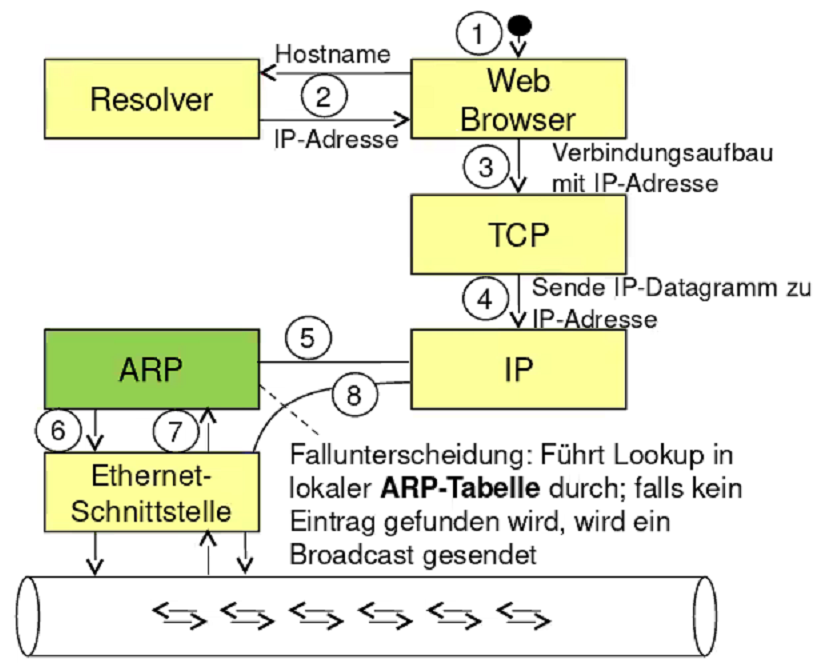 1
Hostname
Resolver
2
Web
Browser
IP-Adresse
3
Verbindungsaufbau
mit IP-Adresse
TCP
4
Sende IP-Datagramm zu
IP-Adresse
ARP
5
IP
8
6
7
Fallunterscheidung: Führt Lookup in
lokaler ARP-Tabelle durch; falls kein
Eintrag gefunden wird, wird ein
Broadcast gesendet
Ethernet-
Schnittstelle